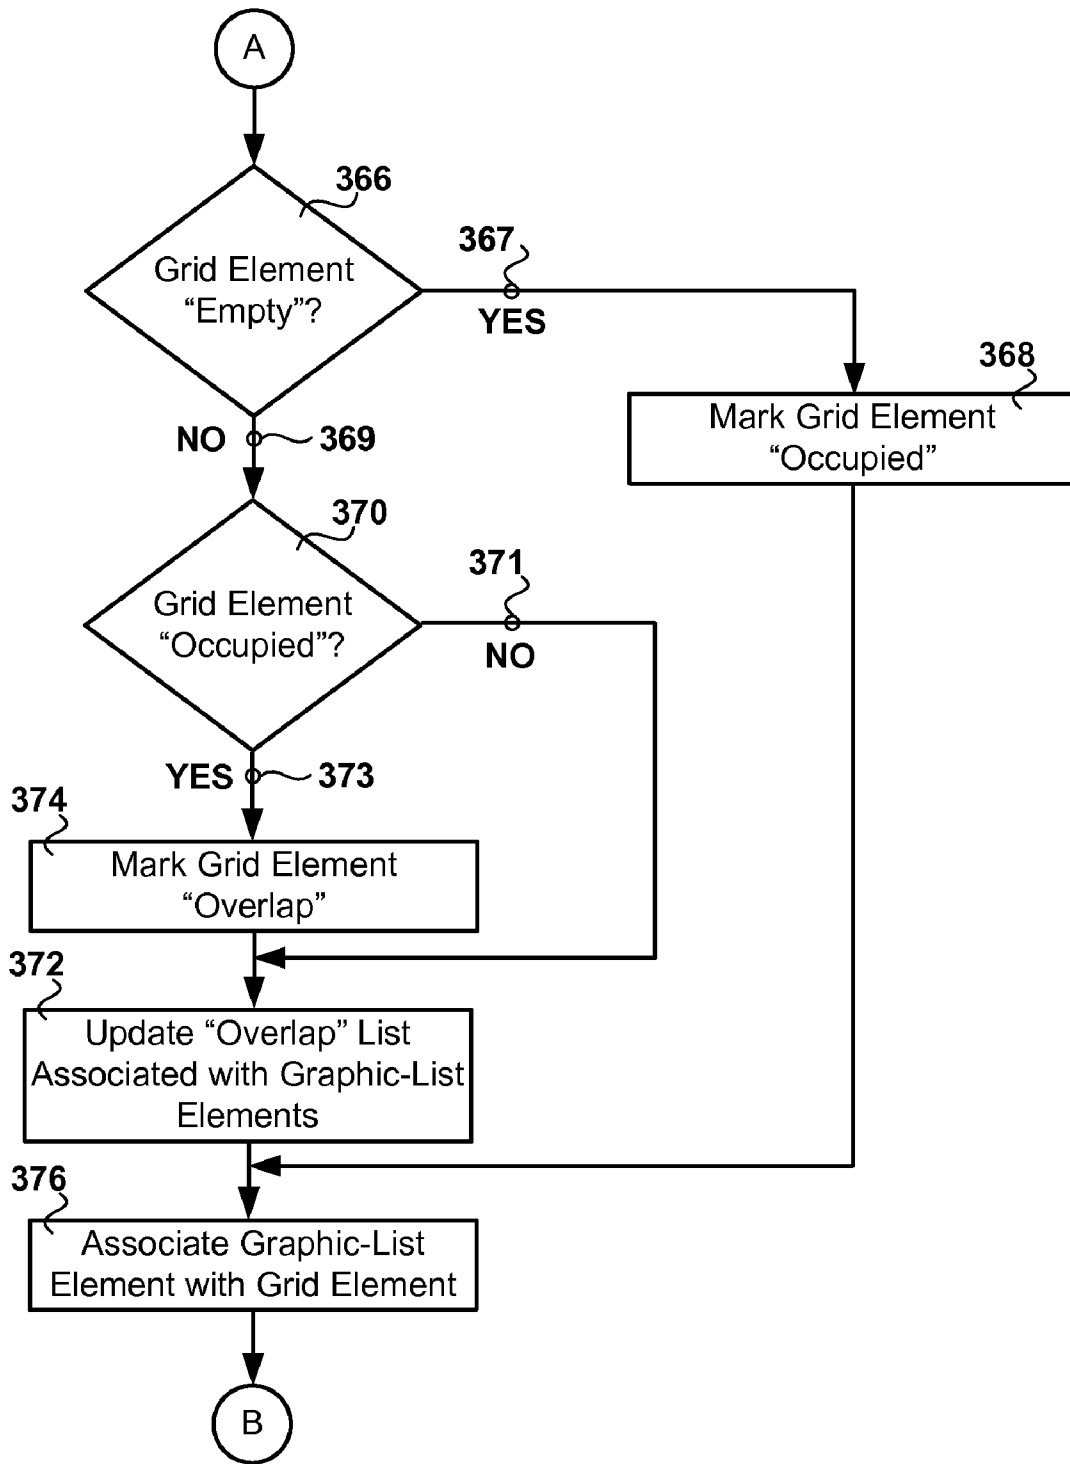 A
366
Grid Element
“Empty”?
367
YES
368
Mark Grid Element
“Occupied”
NO
369
370
Grid Element
“Occupied”?
371
NO
YES
373
374
Mark Grid Element
“Overlap”
372
Update “Overlap” List
Associated with Graphic-List
Elements
376
Associate Graphic-List
Element with Grid Element
B